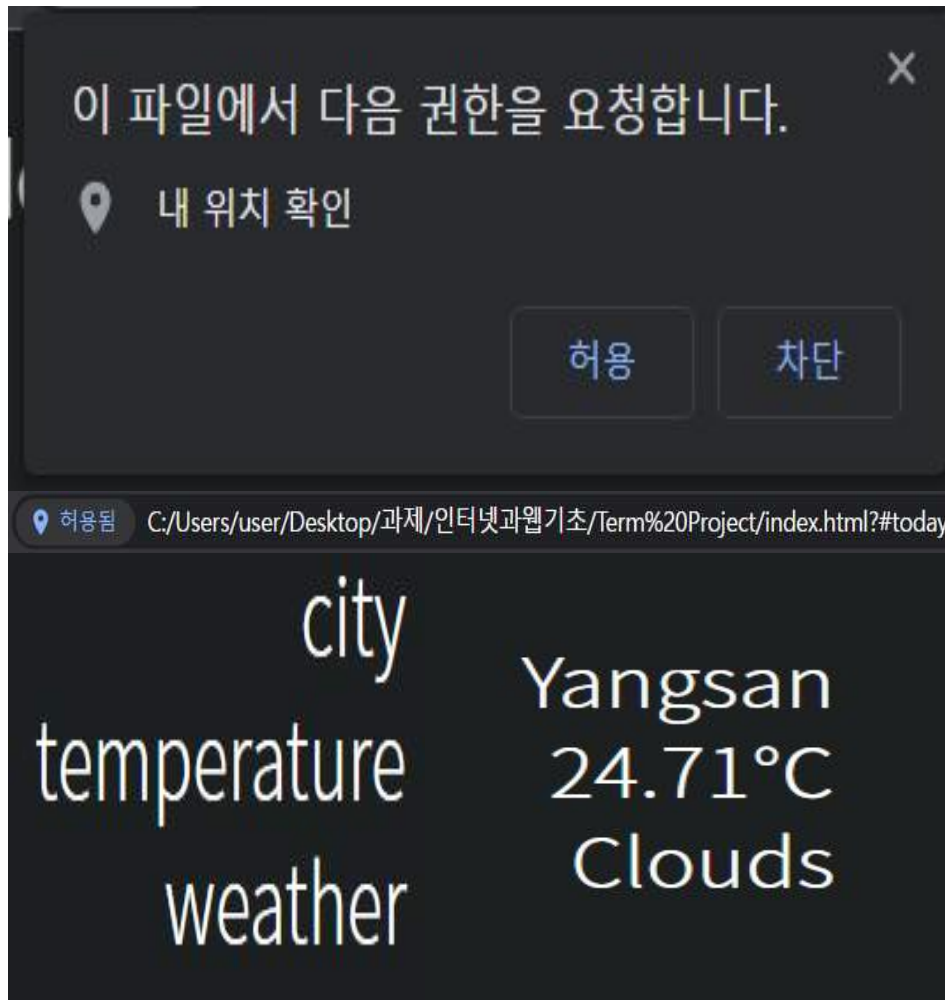 이 파일에서 다음 권한을 요청합니다.
내 위치 확인
허용 차단
허용됨 C:/Users/user/Desktop/과제/인터넷과웹기초/Term%20Project/index.html?#today
city
temperature
weather
Yangsan
24.71°C
Clouds